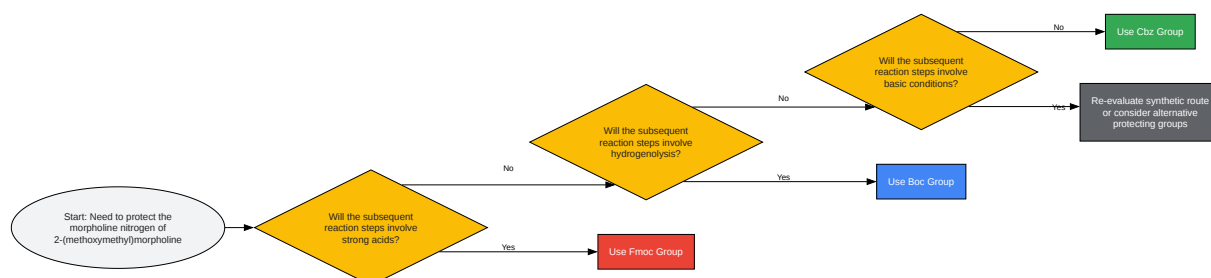 Start: Need to protect the
morpholine nitrogen of
2-(methoxymethyl)morpholine
Will the subsequent
reaction steps involve
strong acids?
Yes
Use Fmoc Group
No
Will the subsequent
reaction steps involve
hydrogenolysis?
Yes
Use Boc Group
No
Will the subsequent
reaction steps involve
basic conditions?
No
Use Cbz Group
Yes
Re-evaluate synthetic route
or consider alternative
protecting groups